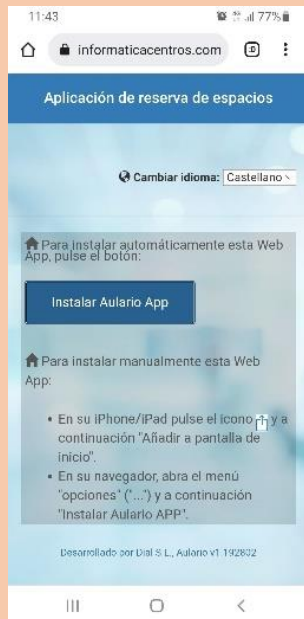 11:43
77%
informaticacentros.com
:D
Aplicación de reserva de espacios
Cambiar idioma: Castellano
Para instalar automáticamente esta Web
App, pulse el botón:
Instalar Aulario App
Para instalar manualmente esta Web
App:
• En su iPhone/iPad pulse el icono y a
continuación "Añadir a pantalla de
inicio".
• En su navegador, abra el menú
"opciones" ("...") y a continuación
"Instalar Aulario APP".
Desarrollado por Dial S.L., Aulario v1.192802